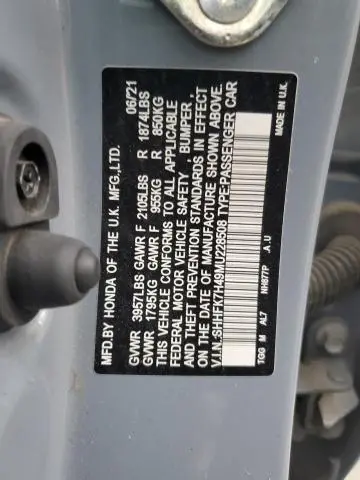 MFD.BY HONDA OF THE U.K. MFG.,LTD. 06/21
GVWR 3957LBS GAWR F 2105LBS R 1874LBS
GVWR 1795KG GAWR F 955KG R 850KG
THIS VEHICLE CONFORMS TO ALL APPLICABLE
FEDERAL MOTOR VEHICLE SAFETY , BUMPER ,
AND THEFT PREVENTION STANDARDS IN EFFECT
ON THE DATE OF MANUFACTURE SHOWN ABOVE.
V.I.N.:SHHFK7H49MU228508 TYPE:PASSENGER CAR
TGG M AL7 NH877P A.U MADE IN U.K.